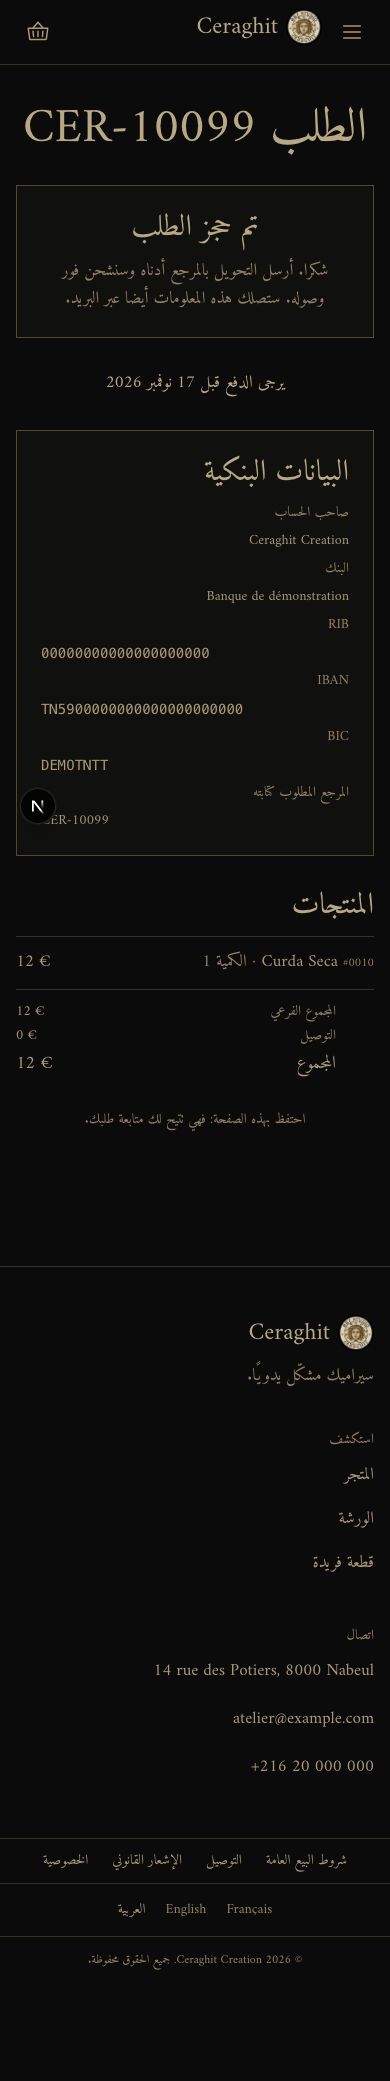 Ceraghit
الطلب CER-10099
تم حجز الطلب
شكرا. أرسل التحويل بالمرجع أدناه وسنشحن فور
وصوله. ستصلك هذه المعلومات أيضا عبر البريد.
يرجى الدفع قبل 17 نوفمبر 2026
البيانات البنكية
صاحب الحساب
Ceraghit Creation
البنك
Banque de démonstration
RIB
00000000000000000000
IBAN
TN5900000000000000000000
BIC
DEMOTNTT
المرجع المطلوب كتابته
N
ER-10099
المنتجات
Curda Seca #0010 · الكمية 1
12 €
المجموع الفرعي
12 €
التوصيل
0 €
المجموع
12 €
احتفظ بهذه الصفحة: فهي تتيح لك متابعة طلبك.
Ceraghit
سيراميك مشكّل يدويًا.
استكشف
المتجر
الورشة
قطعة فريدة
اتصال
14 rue des Potiers, 8000 Nabeul
atelier@example.com
+216 20 000 000
شروط البيع العامة التوصيل الإشعار القانوني الخصوصية
Français English العربية
© 2026 Ceraghit Creation. جميع الحقوق محفوظة.